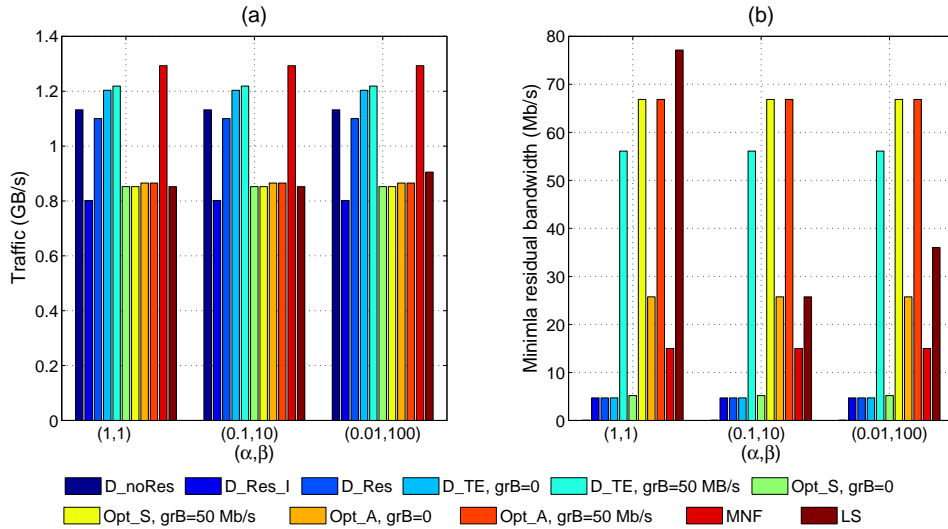 (a)
Traffic (GB/s)
1.4
1.2
1
0.8
0.6
0.4
0.2
0
(1,1)
(0.1,10)
(0.01,100)
(α,β)
(b)
Minimla residual bandwidth (Mb/s)
80
70
60
50
40
30
20
10
0
(1,1)
(0.1,10)
(0.01,100)
(α,β)
D_noRes
D_Res_I
D_Res
D_TE, grB=0
D_TE, grB=50 MB/s
Opt_S, grB=0
Opt_S, grB=50 Mb/s
Opt_A, grB=0
Opt_A, grB=50 Mb/s
MNF
LS